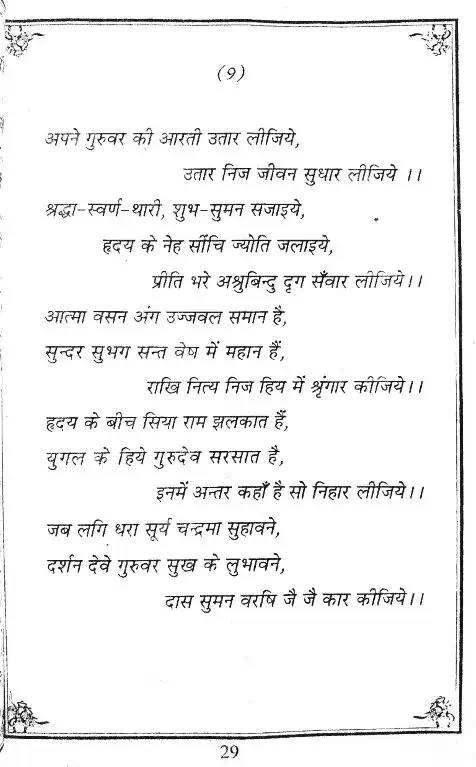 (9)
अपने गुरुवर की आरती उतार लीजिये,
उतार निज जीवन सुधार लीजिये ।।
श्रद्धा-स्वर्ण-थारी, शुभ-सुमन सजाइये,
हृदय के नेह सींचि ज्योति जलाइये,
प्रीति भरे अश्रुबिन्दु दृग सँवार लीजिये।।
आत्मा वसन अंग उज्जवल समान है,
सुन्दर सुभग सन्त वेष में महान हैं,
राखि नित्य निज हिय में श्रृंगार कीजिये।।
हृदय के बीच सिया राम झलकात हैं,
युगल के हिये गुरुदेव सरसात है,
इनमें अन्तर कहाँ है सो निहार लीजिये।।
जब लगि धरा सूर्य चन्द्रमा सुहावने,
दर्शन देवे गुरुवर सुख के लुभावने,
दास सुमन वरषि जै जै कार कीजिये।।
29